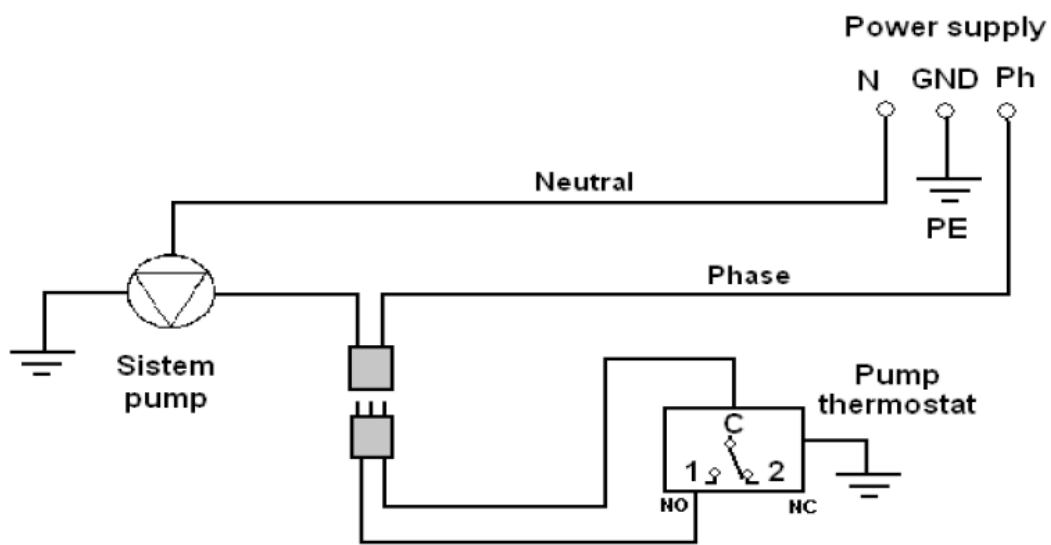 Power supply
N GND Ph
Neutral
PE
Phase
Sistem
pump
Pump
thermostat
C
1 2
NO NC